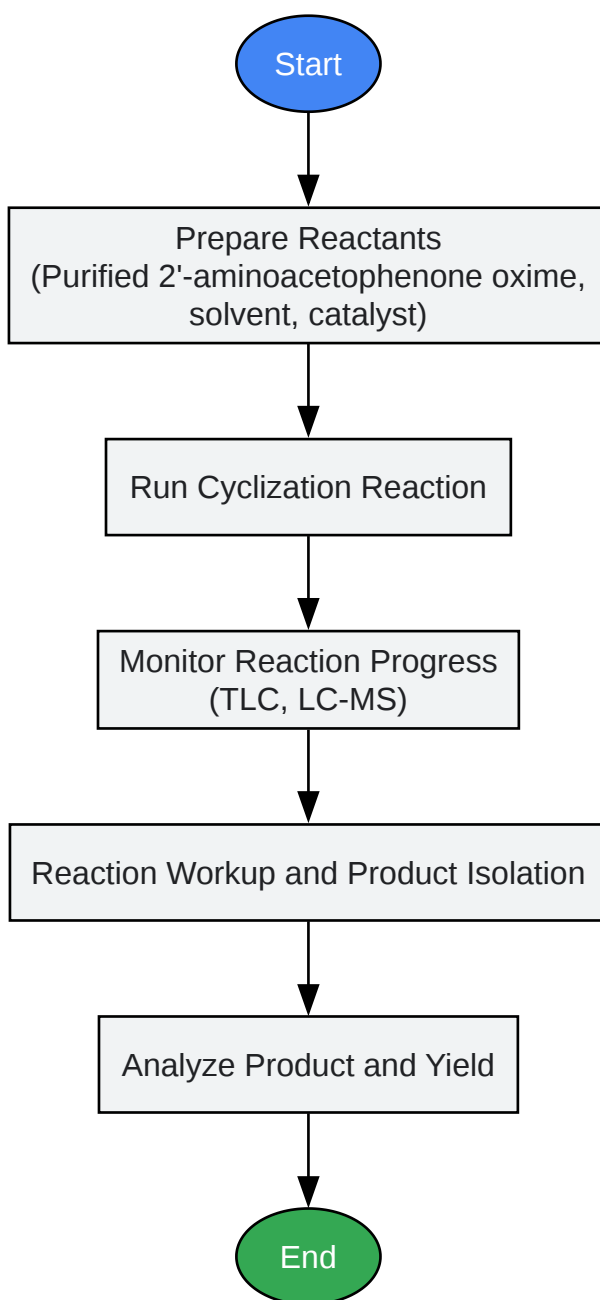 Start
Prepare Reactants
(Purified 2'-aminoacetophenone oxime,
solvent, catalyst)
Run Cyclization Reaction
Monitor Reaction Progress
(TLC, LC-MS)
Reaction Workup and Product Isolation
Analyze Product and Yield
End